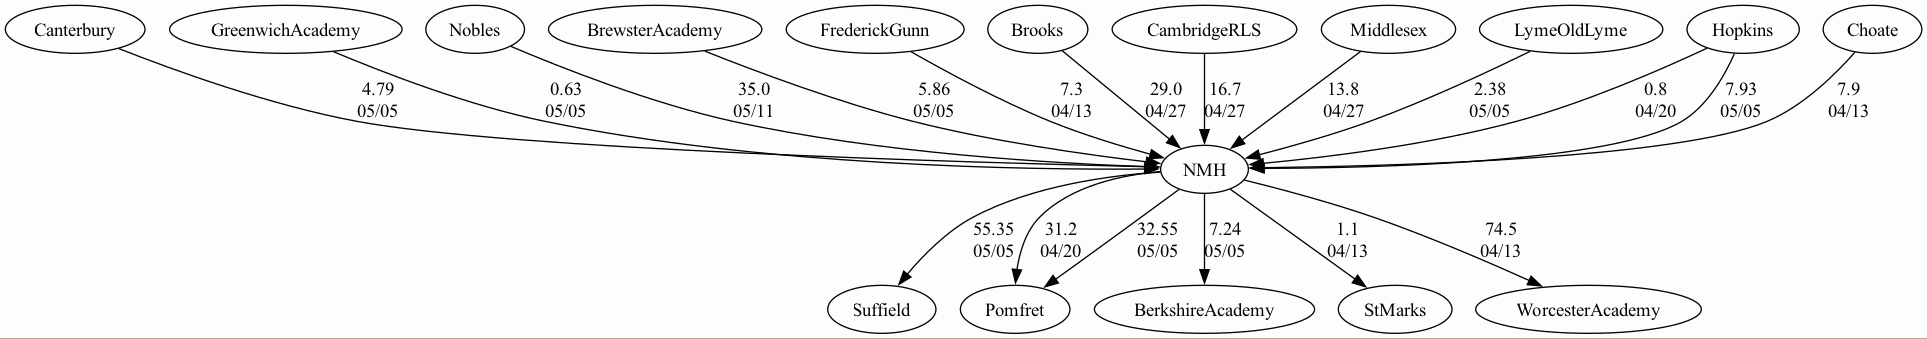 Canterbury
GreenwichAcademy
Nobles
BrewsterAcademy
FrederickGunn
Brooks
CambridgeRLS
Middlesex
LymeOldLyme
Hopkins
Choate
4.79
05/05
0.63
05/05
35.0
05/11
5.86
05/05
7.3
04/13
29.0
04/27
16.7
04/27
13.8
04/27
2.38
05/05
0.8
04/20
7.93
05/05
7.9
04/13
NMH
55.35
05/05
31.2
04/20
32.55
05/05
7.24
05/05
1.1
04/13
74.5
04/13
Suffield
Pomfret
BerkshireAcademy
StMarks
WorcesterAcademy